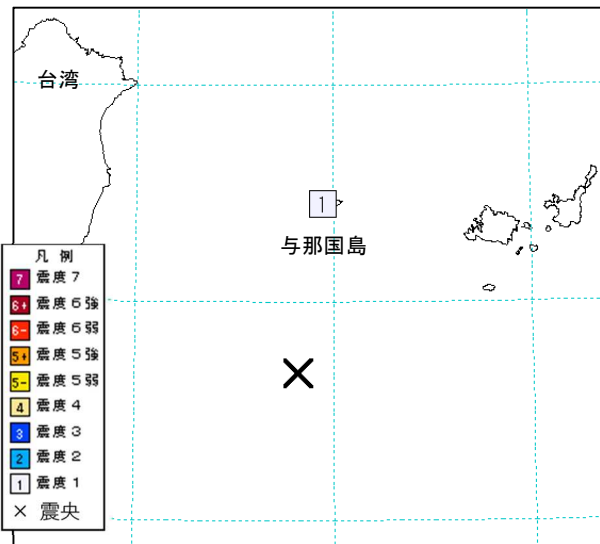 台湾
1
与那国島
凡 例
7 震度7
6+ 震度6強
6- 震度6弱
5+ 震度5強
5- 震度5弱
4 震度4
3 震度3
2 震度2
1 震度1
× 震央